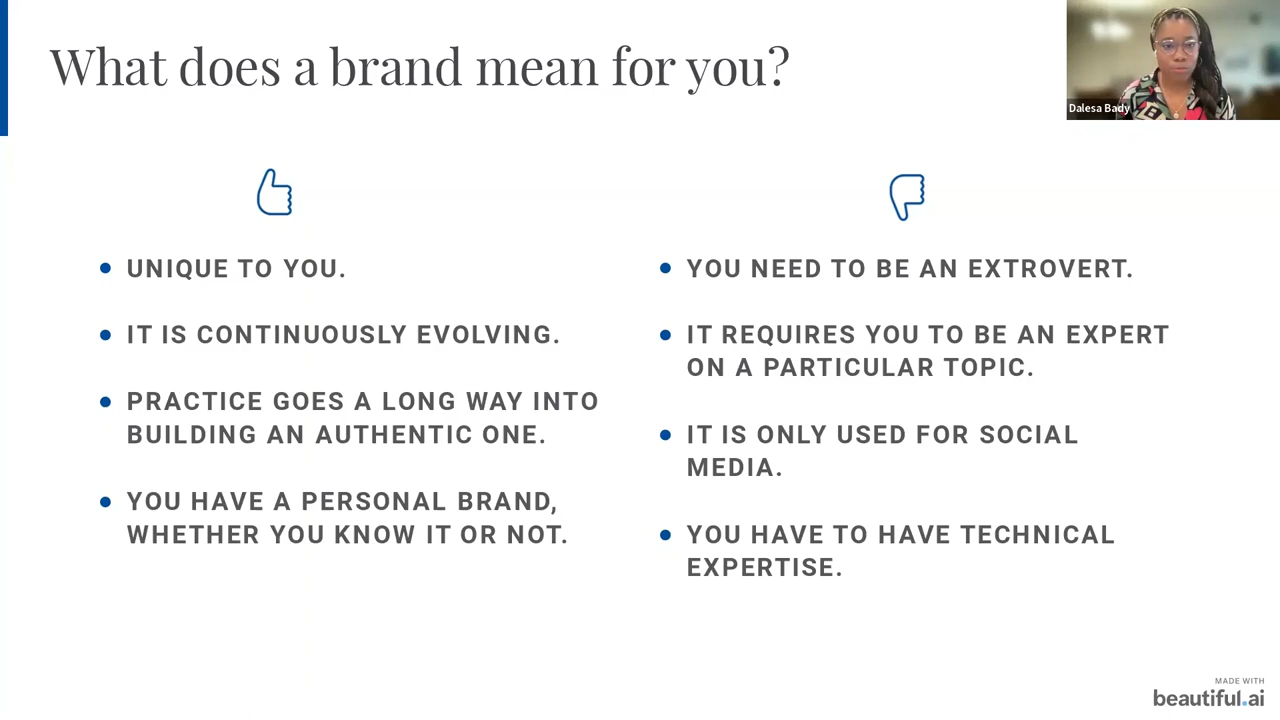 What does a brand mean for you?
Dalesa Bady
UNIQUE TO YOU.
IT IS CONTINUOUSLY EVOLVING.
PRACTICE GOES A LONG WAY INTO
BUILDING AN AUTHENTIC ONE.
YOU HAVE A PERSONAL BRAND,
WHETHER YOU KNOW IT OR NOT.
YOU NEED TO BE AN EXTROVERT.
IT REQUIRES YOU TO BE AN EXPERT
ON A PARTICULAR TOPIC.
IT IS ONLY USED FOR SOCIAL
MEDIA.
YOU HAVE TO HAVE TECHNICAL
EXPERTISE.
MADE WITH
beautiful.ai